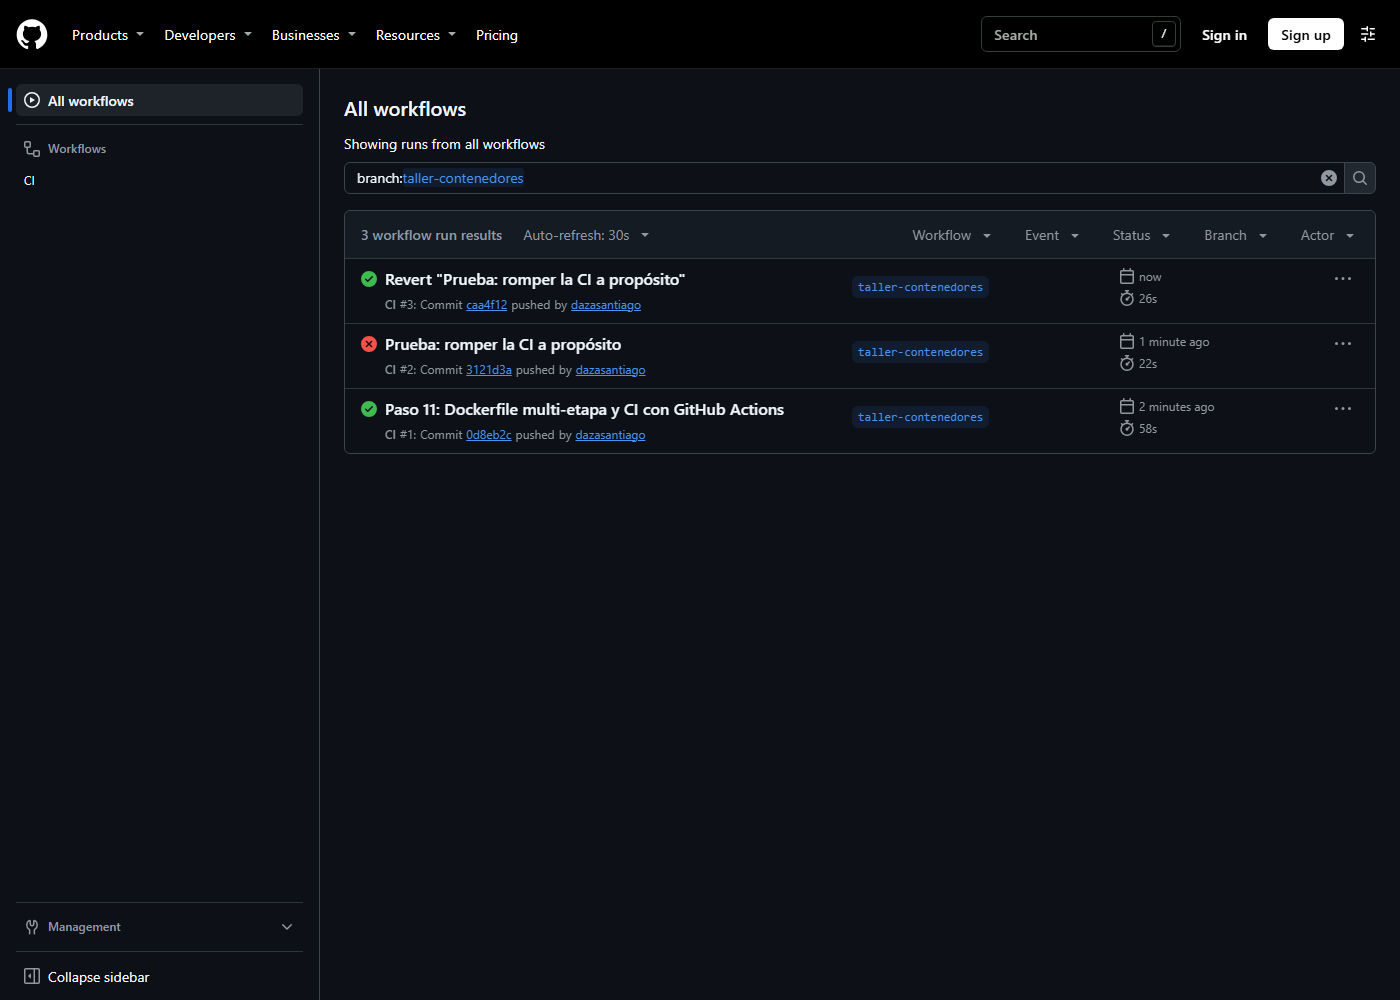 Products Developers Businesses Resources Pricing Search / Sign in Sign up
All workflows
Workflows
CI
Management
Collapse sidebar
All workflows
Showing runs from all workflows
branch:taller-contenedores
3 workflow run results Auto-refresh: 30s Workflow Event Status Branch Actor
Revert "Prueba: romper la CI a propósito" taller-contenedores now
CI #3: Commit caa4f12 pushed by dazasantiago 26s
Prueba: romper la CI a propósito taller-contenedores 1 minute ago
CI #2: Commit 3121d3a pushed by dazasantiago 22s
Paso 11: Dockerfile multi-etapa y CI con GitHub Actions taller-contenedores 2 minutes ago
CI #1: Commit 0d8eb2c pushed by dazasantiago 58s